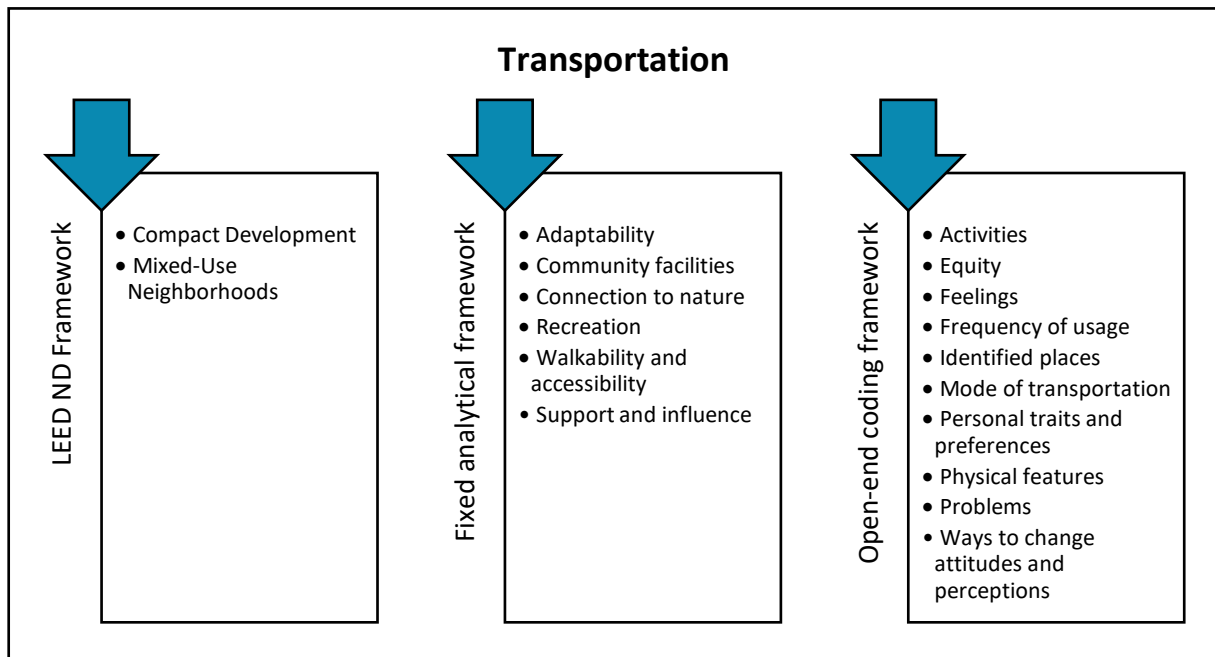 Transportation
LEED ND Framework
• Compact Development
• Mixed-Use
Neighborhoods
Fixed analytical framework
• Adaptability
• Community facilities
• Connection to nature
• Recreation
• Walkability and
accessibility
• Support and influence
Open-end coding framework
• Activities
• Equity
• Feelings
• Frequency of usage
• Identified places
• Mode of transportation
• Personal traits and
preferences
• Physical features
• Problems
• Ways to change
attitudes and
perceptions